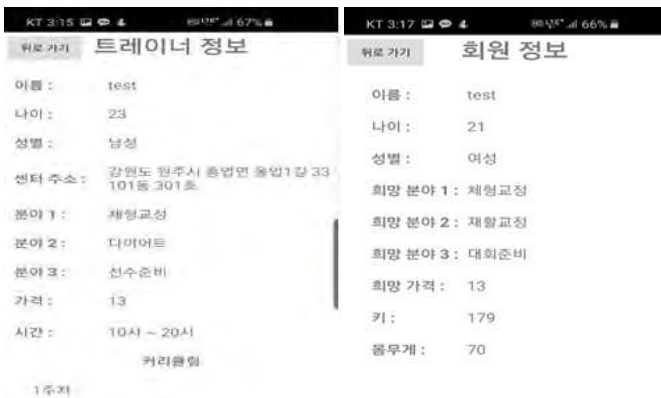 KT 3:15 67%
뒤로 가기 트레이너 정보
이름 : test
나이 : 23
성별 : 남성
센터 주소 : 강원도 원주시 흥업면 흥업1길 33
101동 301호
분야 1 : 체형교정
분야 2 : 다이어트
분야 3 : 선수준비
가격 : 13
시간 : 10시 ~ 20시
커리큘럼
1주차
KT 3:17 66%
뒤로 가기 회원 정보
이름 : test
나이 : 21
성별 : 여성
희망 분야 1 : 체형교정
희망 분야 2 : 재활교정
희망 분야 3 : 대회준비
희망 가격 : 13
키 : 179
몸무게 : 70